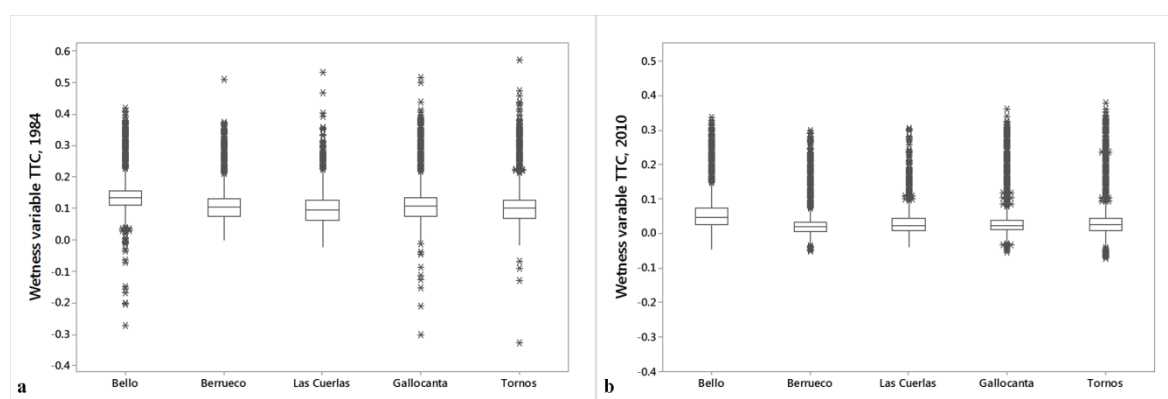 Wetness variable TTC, 1984
0.6
0.5
0.4
0.3
0.2
0.1
0.0
-0.1
-0.2
-0.3
-0.4
a
Bello
Berrueco
Las Cuerlas
Gallocanta
Tornos
Wetness varable TTC, 2010
0.5
0.4
0.3
0.2
0.1
0.0
-0.1
-0.2
-0.3
-0.4
b
Bello
Berrueco
Las Cuerlas
Gallocanta
Tornos